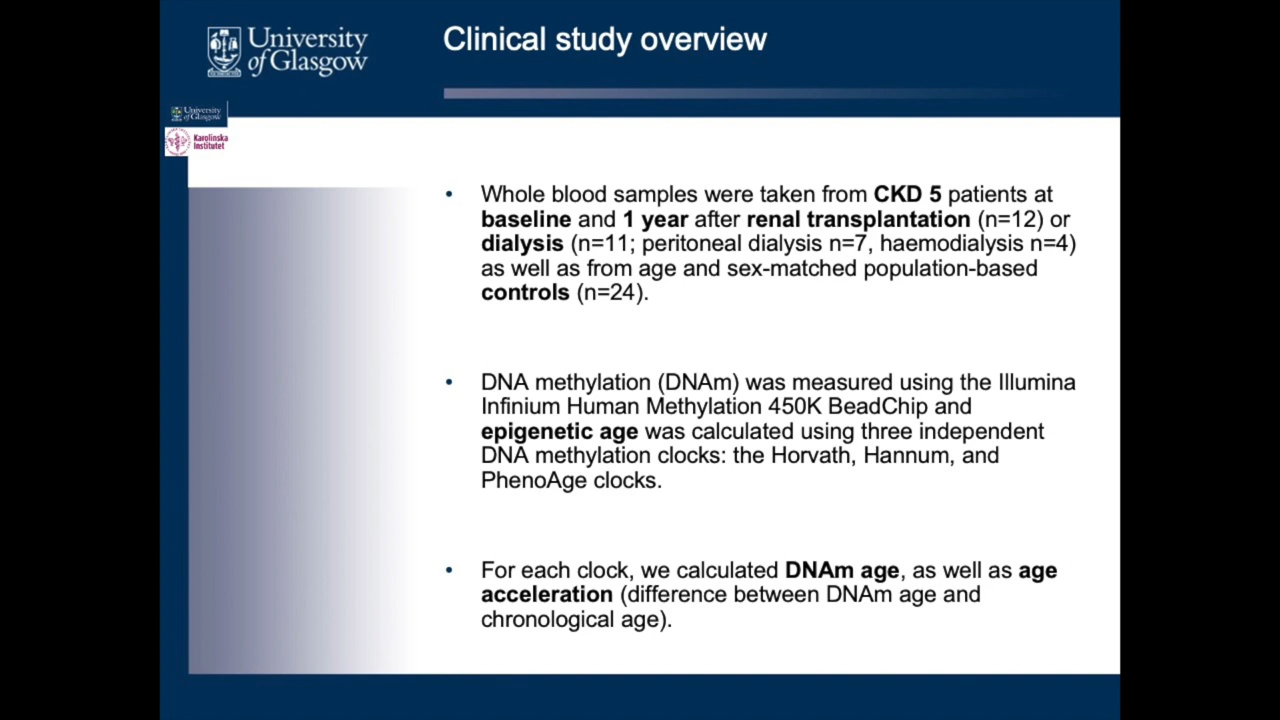 University
of Glasgow
Clinical study overview
University
of Glasgow
Karolinska
Institutet
• Whole blood samples were taken from CKD 5 patients at
baseline and 1 year after renal transplantation (n=12) or
dialysis (n=11; peritoneal dialysis n=7, haemodialysis n=4)
as well as from age and sex-matched population-based
controls (n=24).
• DNA methylation (DNAm) was measured using the Illumina
Infinium Human Methylation 450K BeadChip and
epigenetic age was calculated using three independent
DNA methylation clocks: the Horvath, Hannum, and
PhenoAge clocks.
• For each clock, we calculated DNAm age, as well as age
acceleration (difference between DNAm age and
chronological age).